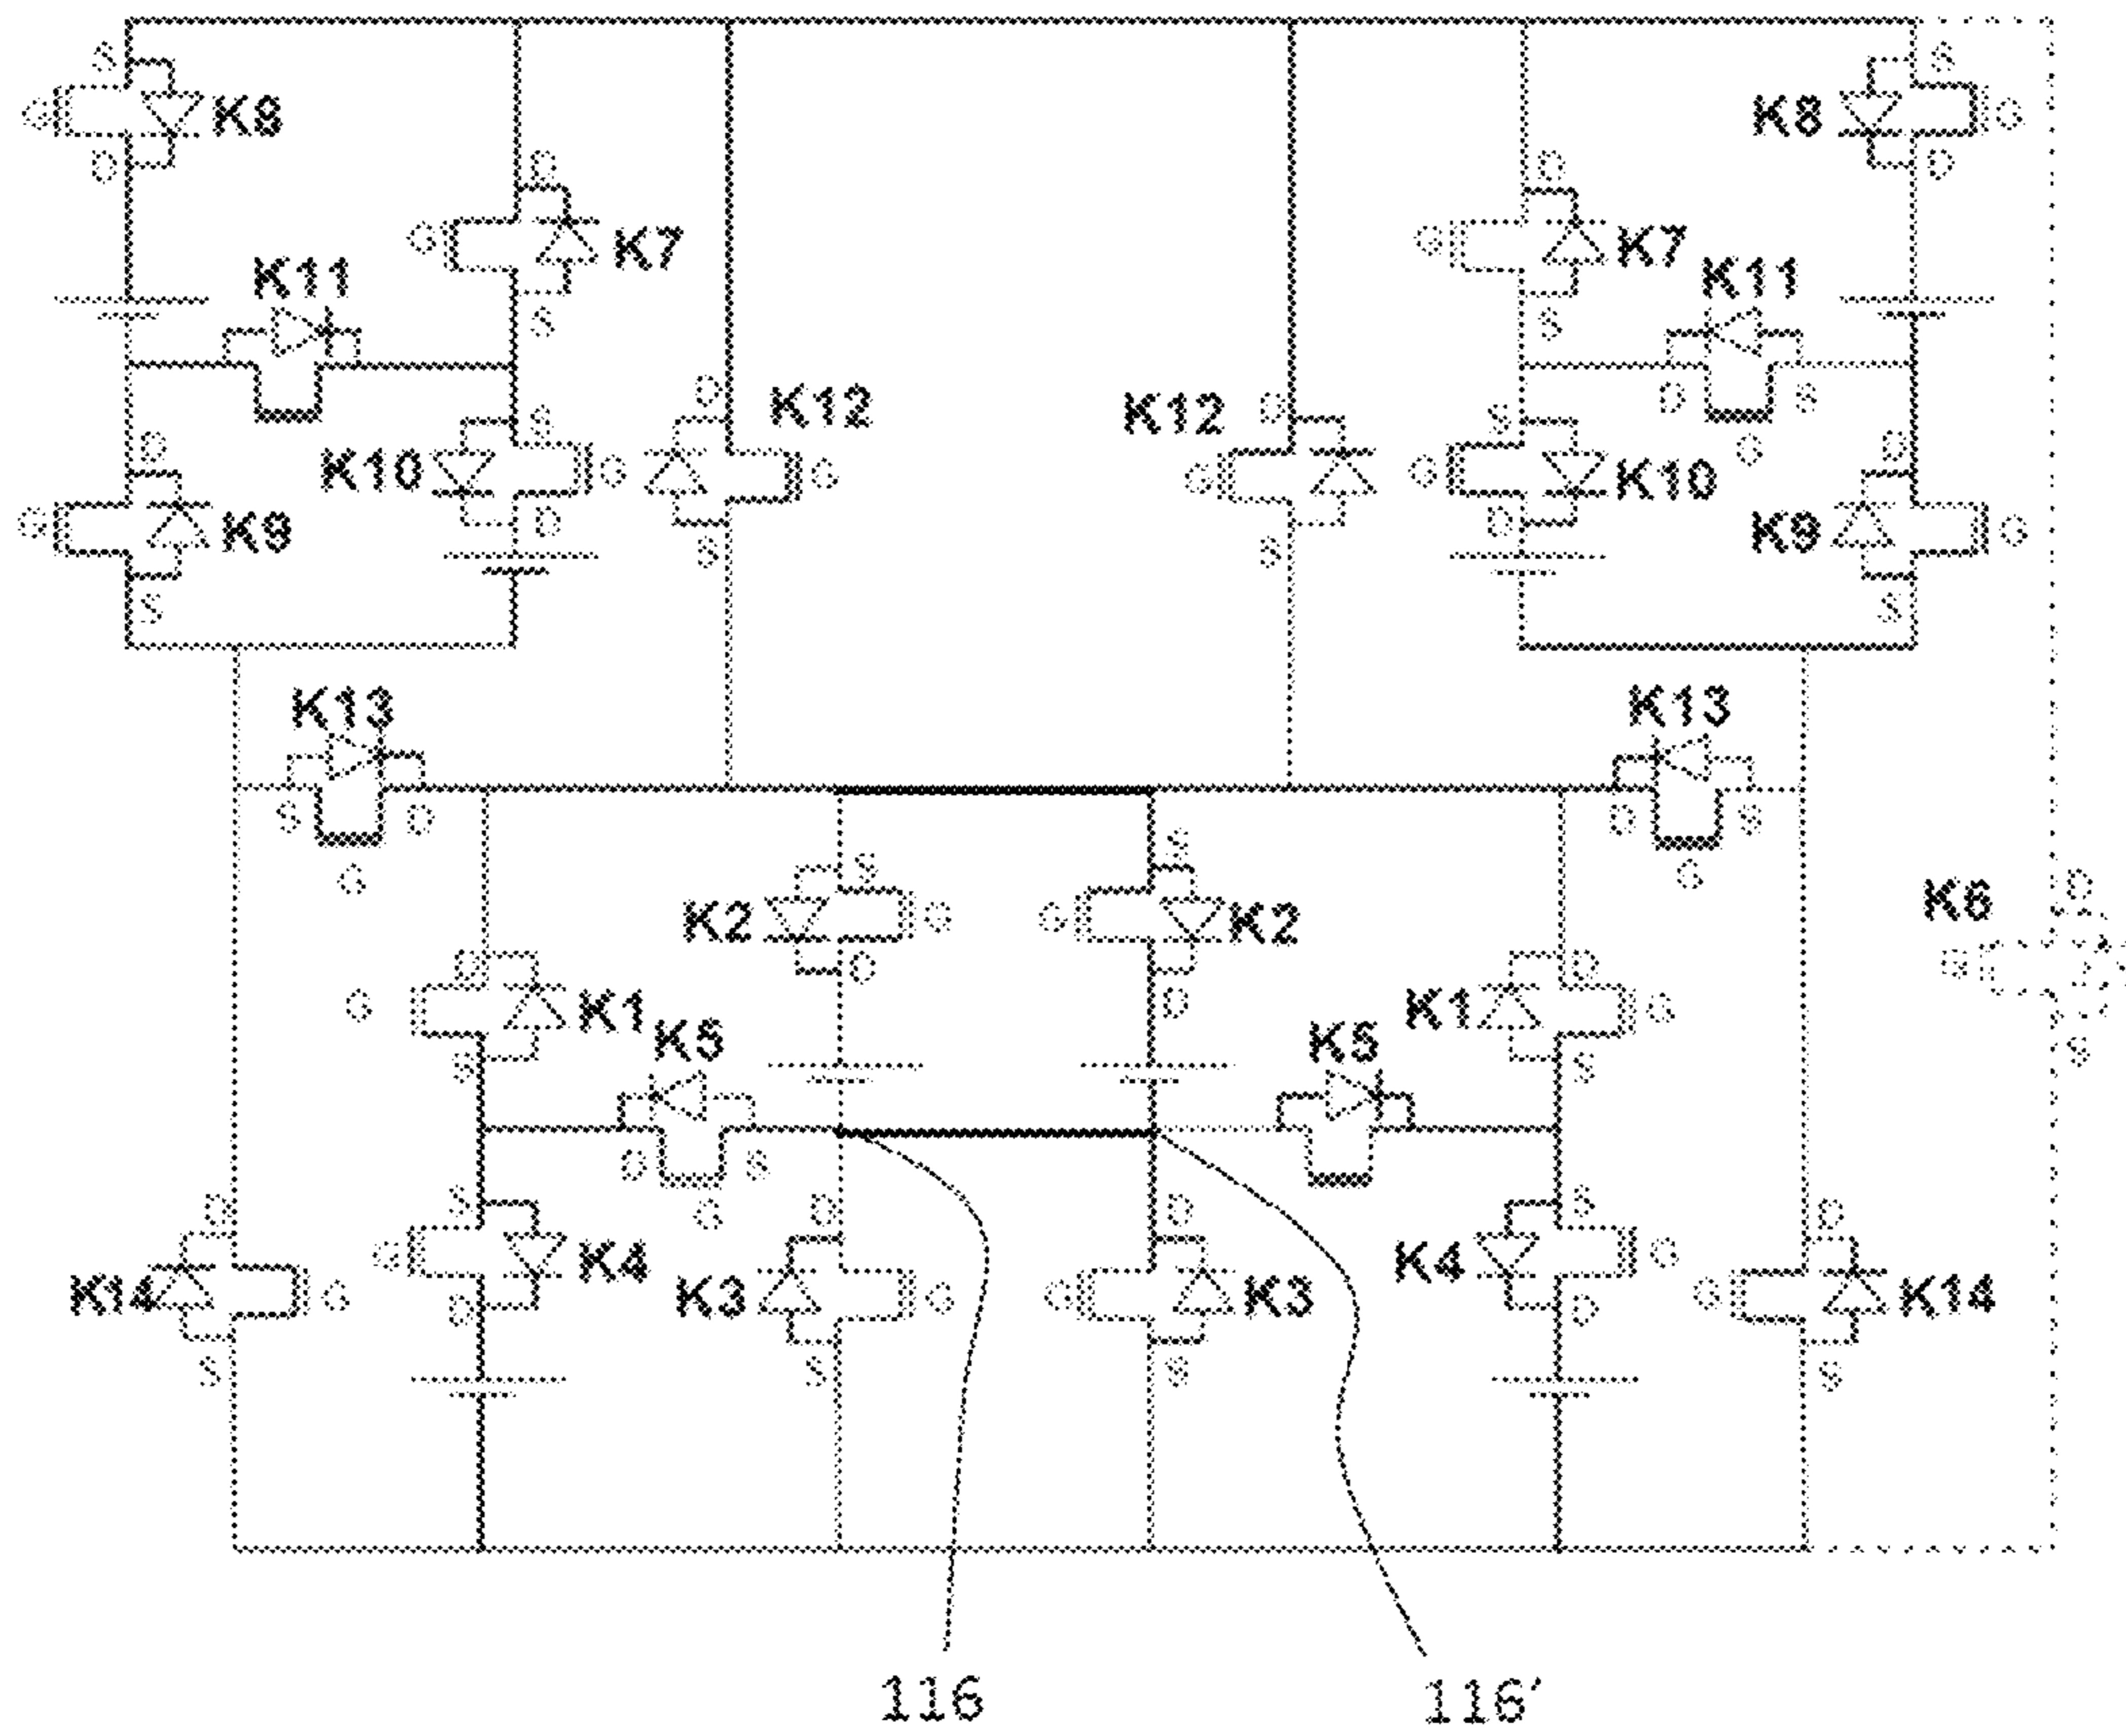 S S
G K8 K8 G
D D
D D
G K7 G K7
K11 K11
S S
D K12 K12 D
D S S D S D
K10 G G G K10 G
G K9 D D K9 G
S S S S
K13 K13
S D D S
G G
S S K6 D
K2 G G K2
D D G
D D
G K1 K5 K5 K1 G
S S S
D S
S G D D S D
D G K4 K4 G
K14 G D K3 G G K3 D G K14
S S S S
116 116′